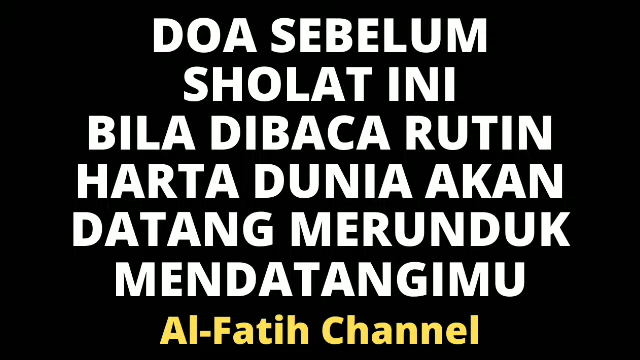 DOA SEBELUM
SHOLAT INI
BILA DIBACA RUTIN
HARTA DUNIA AKAN
DATANG MERUNDUK
MENDATANGIMU
Al-Fatih Channel